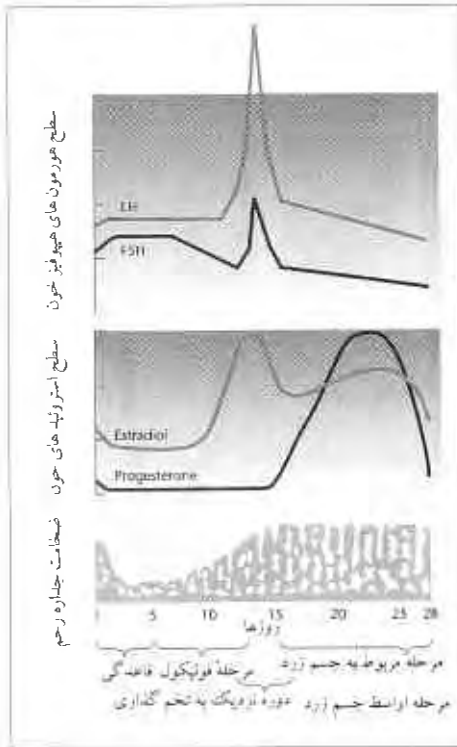 سطح هورمون های هیپوفیز خون
LH
FSH
سطح استروئید های خون
Estradiol
Progesterone
ضخامت جداره رحم
1 5 10 15 20 25 28
روزها
قاعدگی مرحلهٔ فولیکول مرحله مربوط به جسم زرد
دوره نزدیک به تخم گذاری مرحله اواسط جسم زرد